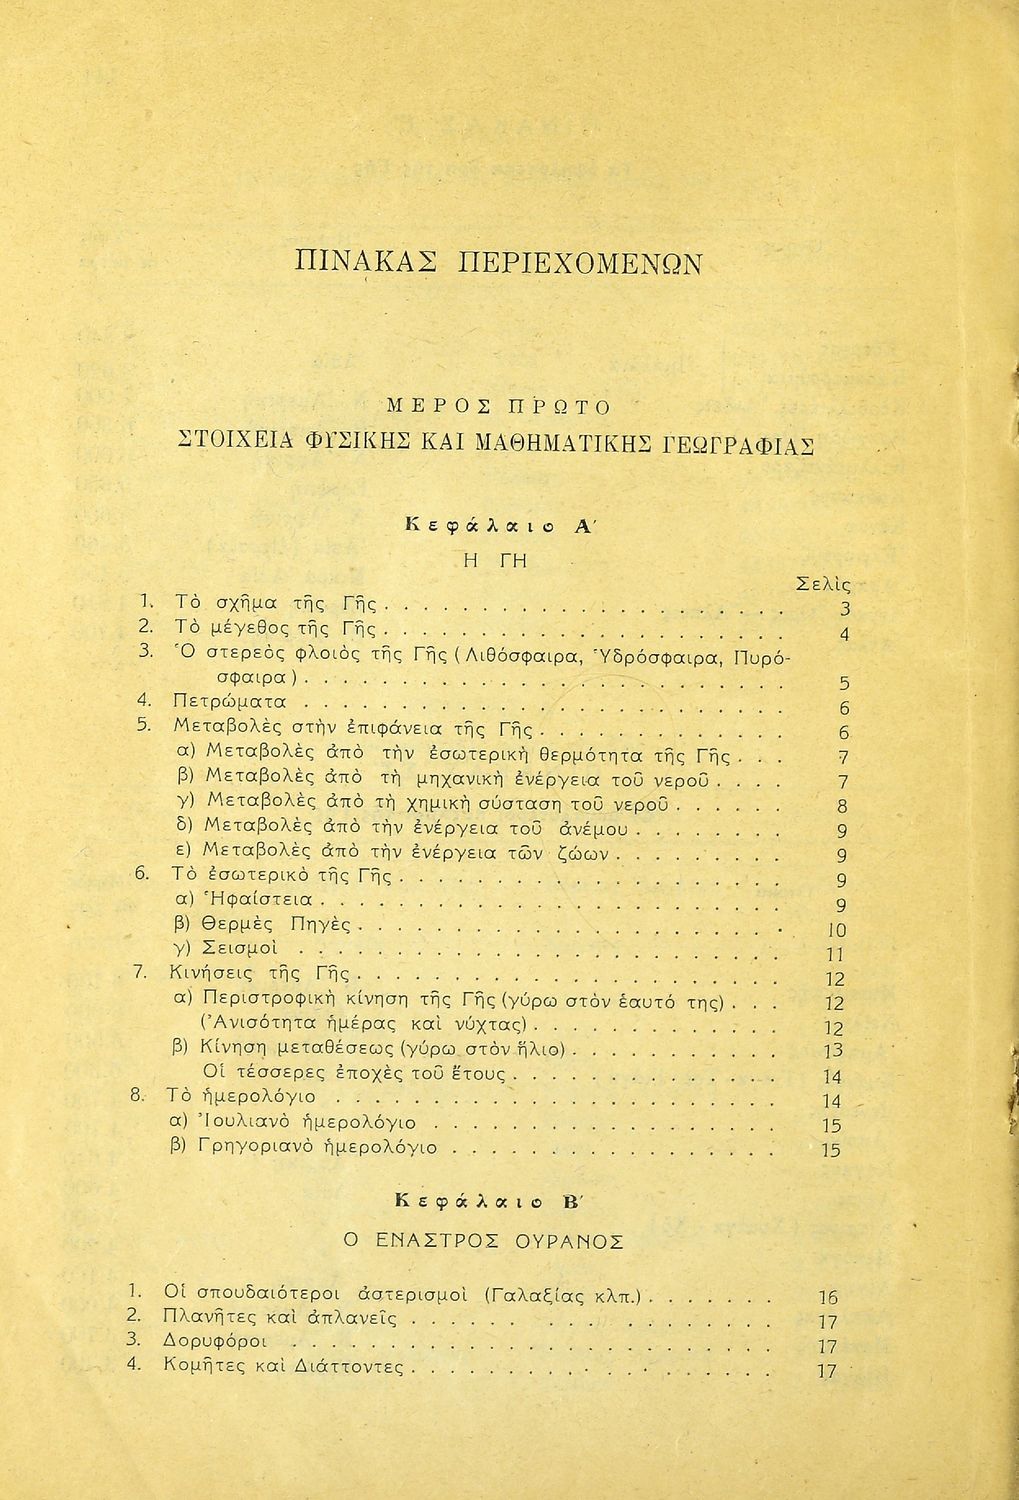 ΠΙΝΑΚΑΣ ΠΕΡΙΕΧΟΜΕΝΩΝ
ΜΕΡΟΣ ΠΡΩΤΟ
ΣΤΟΙΧΕΙΑ ΦΥΣΙΚΗΣ ΚΑΙ ΜΑΘΗΜΑΤΙΚΗΣ ΓΕΩΓΡΑΦΙΑΣ
Κεφάλαιο Α΄
Η ΓΗ
Σελὶς
1. Τὸ σχῆμα τῆς Γῆς . . . . . . . . . . . . . . . . . . . . 3
2. Τὸ μέγεθος τῆς Γῆς . . . . . . . . . . . . . . . . . . . . 4
3. Ὁ στερεὸς φλοιὸς τῆς Γῆς (Λιθόσφαιρα, Ὑδρόσφαιρα, Πυρό-
σφαιρα) . . . . . . . . . . . . . . . . . . . . . . . . 5
4. Πετρώματα . . . . . . . . . . . . . . . . . . . . . . . . 6
5. Μεταβολὲς στὴν ἐπιφάνεια τῆς Γῆς . . . . . . . . . . . . 6
α) Μεταβολὲς ἀπὸ τὴν ἐσωτερικὴ θερμότητα τῆς Γῆς . . . 7
β) Μεταβολὲς ἀπὸ τὴ μηχανικὴ ἐνέργεια τοῦ νεροῦ . . . . 7
γ) Μεταβολὲς ἀπὸ τὴ χημικὴ σύσταση τοῦ νεροῦ . . . . . . 8
δ) Μεταβολὲς ἀπὸ τὴν ἐνέργεια τοῦ ἀνέμου . . . . . . . . 9
ε) Μεταβολὲς ἀπὸ τὴν ἐνέργεια τῶν ζώων . . . . . . . . . 9
6. Τὸ ἐσωτερικὸ τῆς Γῆς . . . . . . . . . . . . . . . . . . . 9
α) Ἡφαίστεια . . . . . . . . . . . . . . . . . . . . . . . 9
β) Θερμὲς Πηγὲς . . . . . . . . . . . . . . . . . . . . . 10
γ) Σεισμοὶ . . . . . . . . . . . . . . . . . . . . . . . . 11
7. Κινήσεις τῆς Γῆς . . . . . . . . . . . . . . . . . . . . . 12
α) Περιστροφικὴ κίνηση τῆς Γῆς (γύρω στὸν ἑαυτό της) . . . 12
(Ἀνισότητα ἡμέρας καὶ νύχτας) . . . . . . . . . . . . . 12
β) Κίνηση μεταθέσεως (γύρω στὸν ἥλιο) . . . . . . . . . . 13
Οἱ τέσσερες ἐποχὲς τοῦ ἔτους . . . . . . . . . . . . . 14
8. Τὸ ἡμερολόγιο . . . . . . . . . . . . . . . . . . . . . . 14
α) Ἰουλιανὸ ἡμερολόγιο . . . . . . . . . . . . . . . . . 15
β) Γρηγοριανὸ ἡμερολόγιο . . . . . . . . . . . . . . . . 15
Κεφάλαιο Β΄
Ο ΕΝΑΣΤΡΟΣ ΟΥΡΑΝΟΣ
1. Οἱ σπουδαιότεροι ἀστερισμοὶ (Γαλαξίας κλπ.) . . . . . . . 16
2. Πλανῆτες καὶ ἀπλανεῖς . . . . . . . . . . . . . . . . . . 17
3. Δορυφόροι . . . . . . . . . . . . . . . . . . . . . . . . 17
4. Κομῆτες καὶ Διάττοντες . . . . . . . . . . . . . . . . . . 17